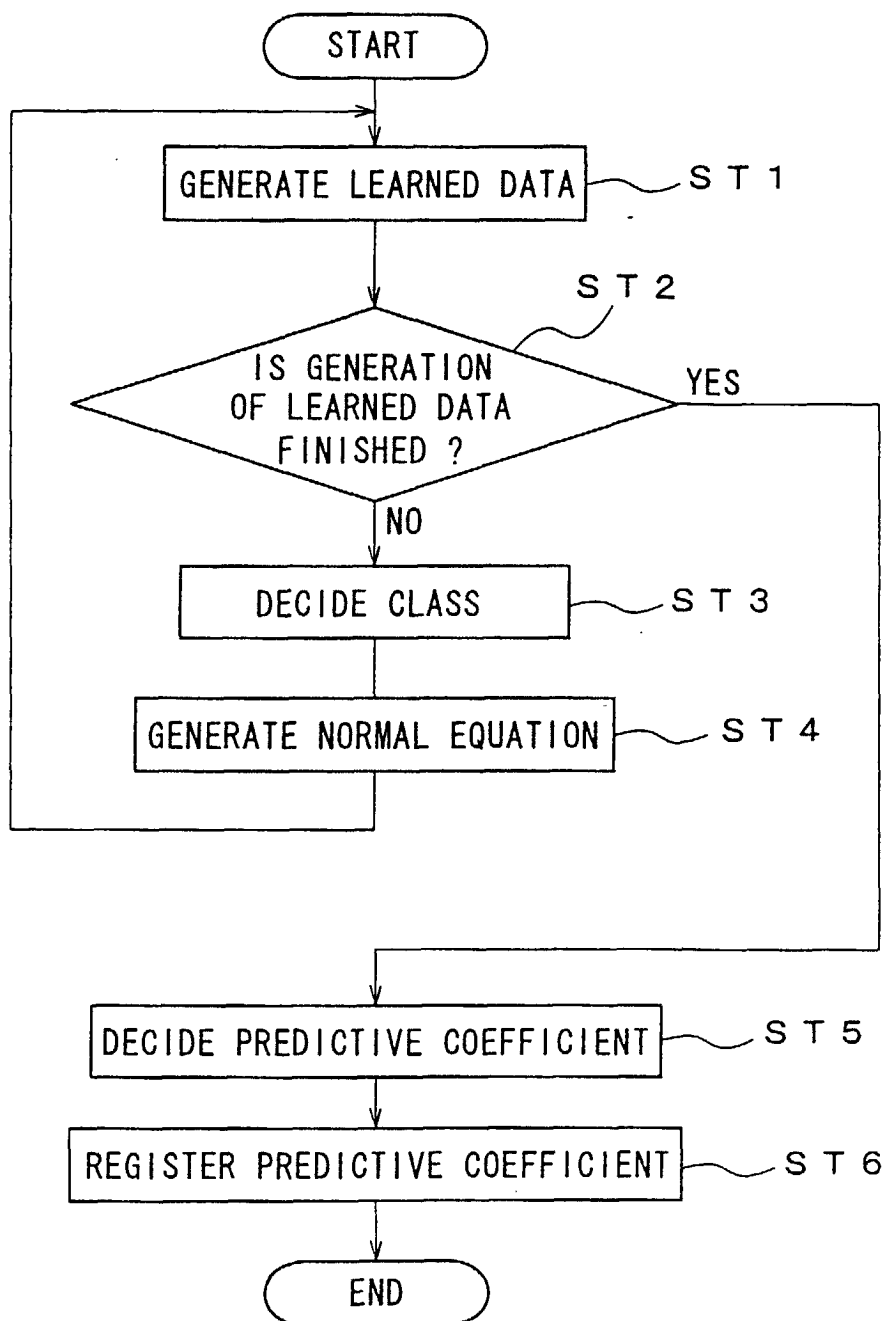 START
GENERATE LEARNED DATA
ST1
ST2
IS GENERATION
OF LEARNED DATA
FINISHED ?
YES
NO
DECIDE CLASS
ST3
GENERATE NORMAL EQUATION
ST4
DECIDE PREDICTIVE COEFFICIENT
ST5
REGISTER PREDICTIVE COEFFICIENT
ST6
END